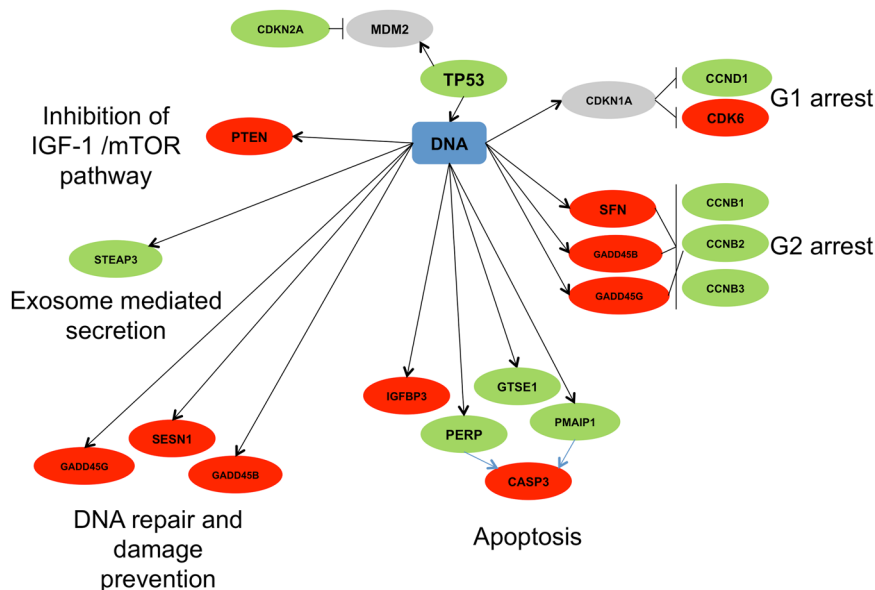 CDKN2A
MDM2
TP53
DNA
CDKN1A
CCND1
CDK6
G1 arrest
Inhibition of
IGF-1 /mTOR
pathway
PTEN
SFN
GADD45B
GADD45G
CCNB1
CCNB2
CCNB3
G2 arrest
STEAP3
Exosome mediated
secretion
GADD45G
SESN1
GADD45B
DNA repair and
damage
prevention
IGFBP3
PERP
GTSE1
PMAIP1
CASP3
Apoptosis